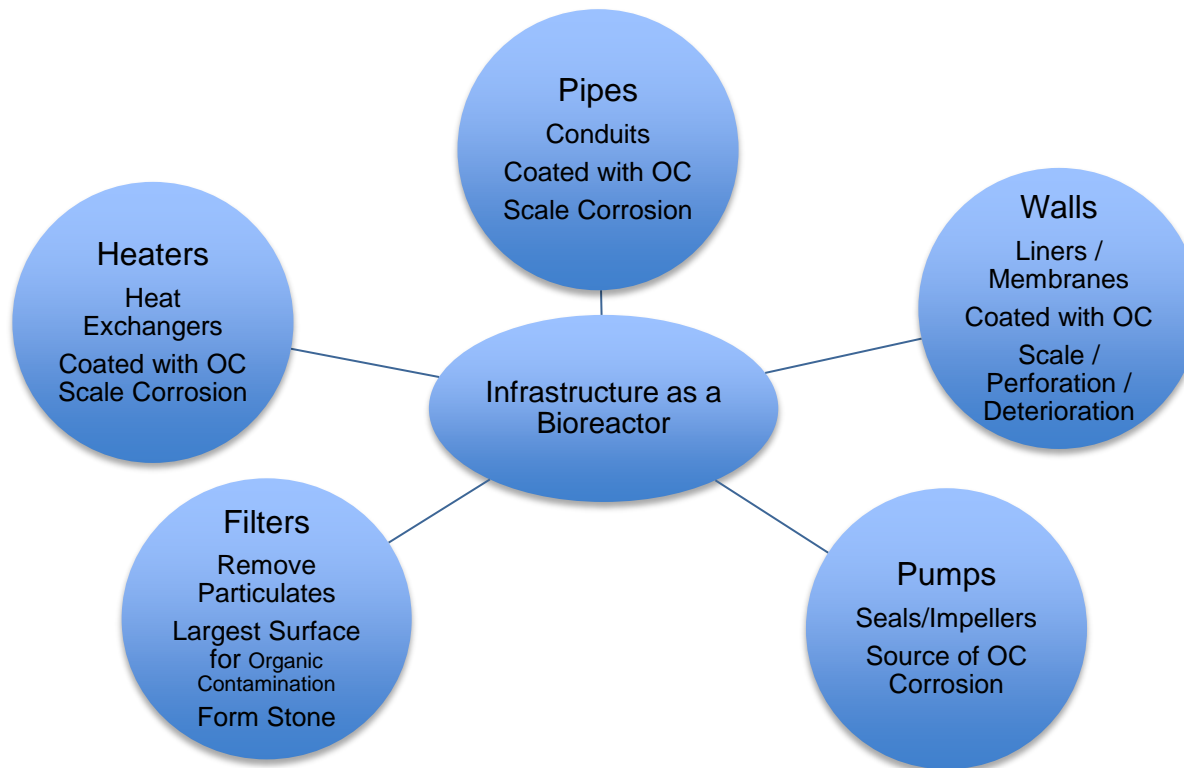 Pipes
Conduits
Coated with OC
Scale Corrosion
Walls
Liners /
Membranes
Coated with OC
Scale /
Perforation /
Deterioration
Heaters
Heat
Exchangers
Coated with OC
Scale Corrosion
Infrastructure as a
Bioreactor
Filters
Remove
Particulates
Largest Surface
for Organic
Contamination
Form Stone
Pumps
Seals/Impellers
Source of OC
Corrosion